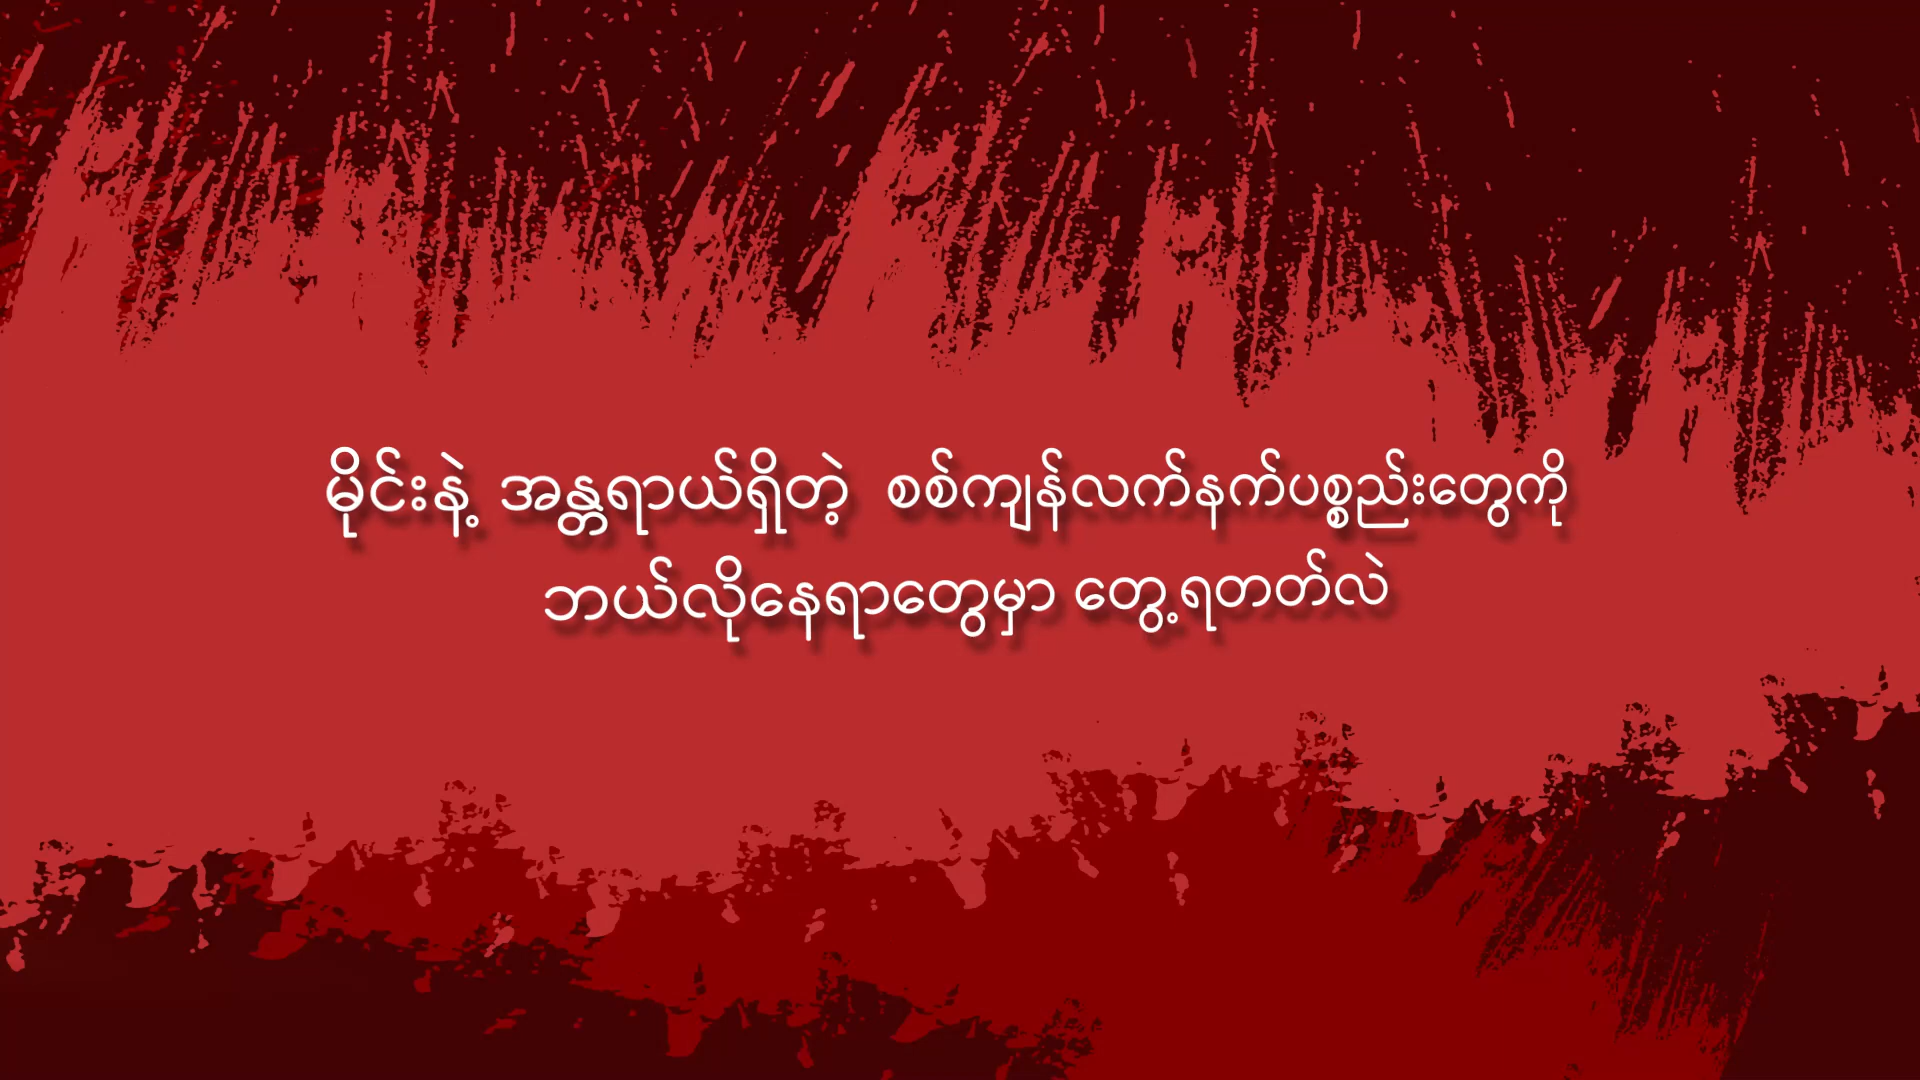 မိုင်းနဲ့ အန္တရာယ်ရှိတဲ့ စစ်ကျန်လက်နက်ပစ္စည်းတွေကို
ဘယ်လိုနေရာတွေမှာ တွေ့ရတတ်လဲ